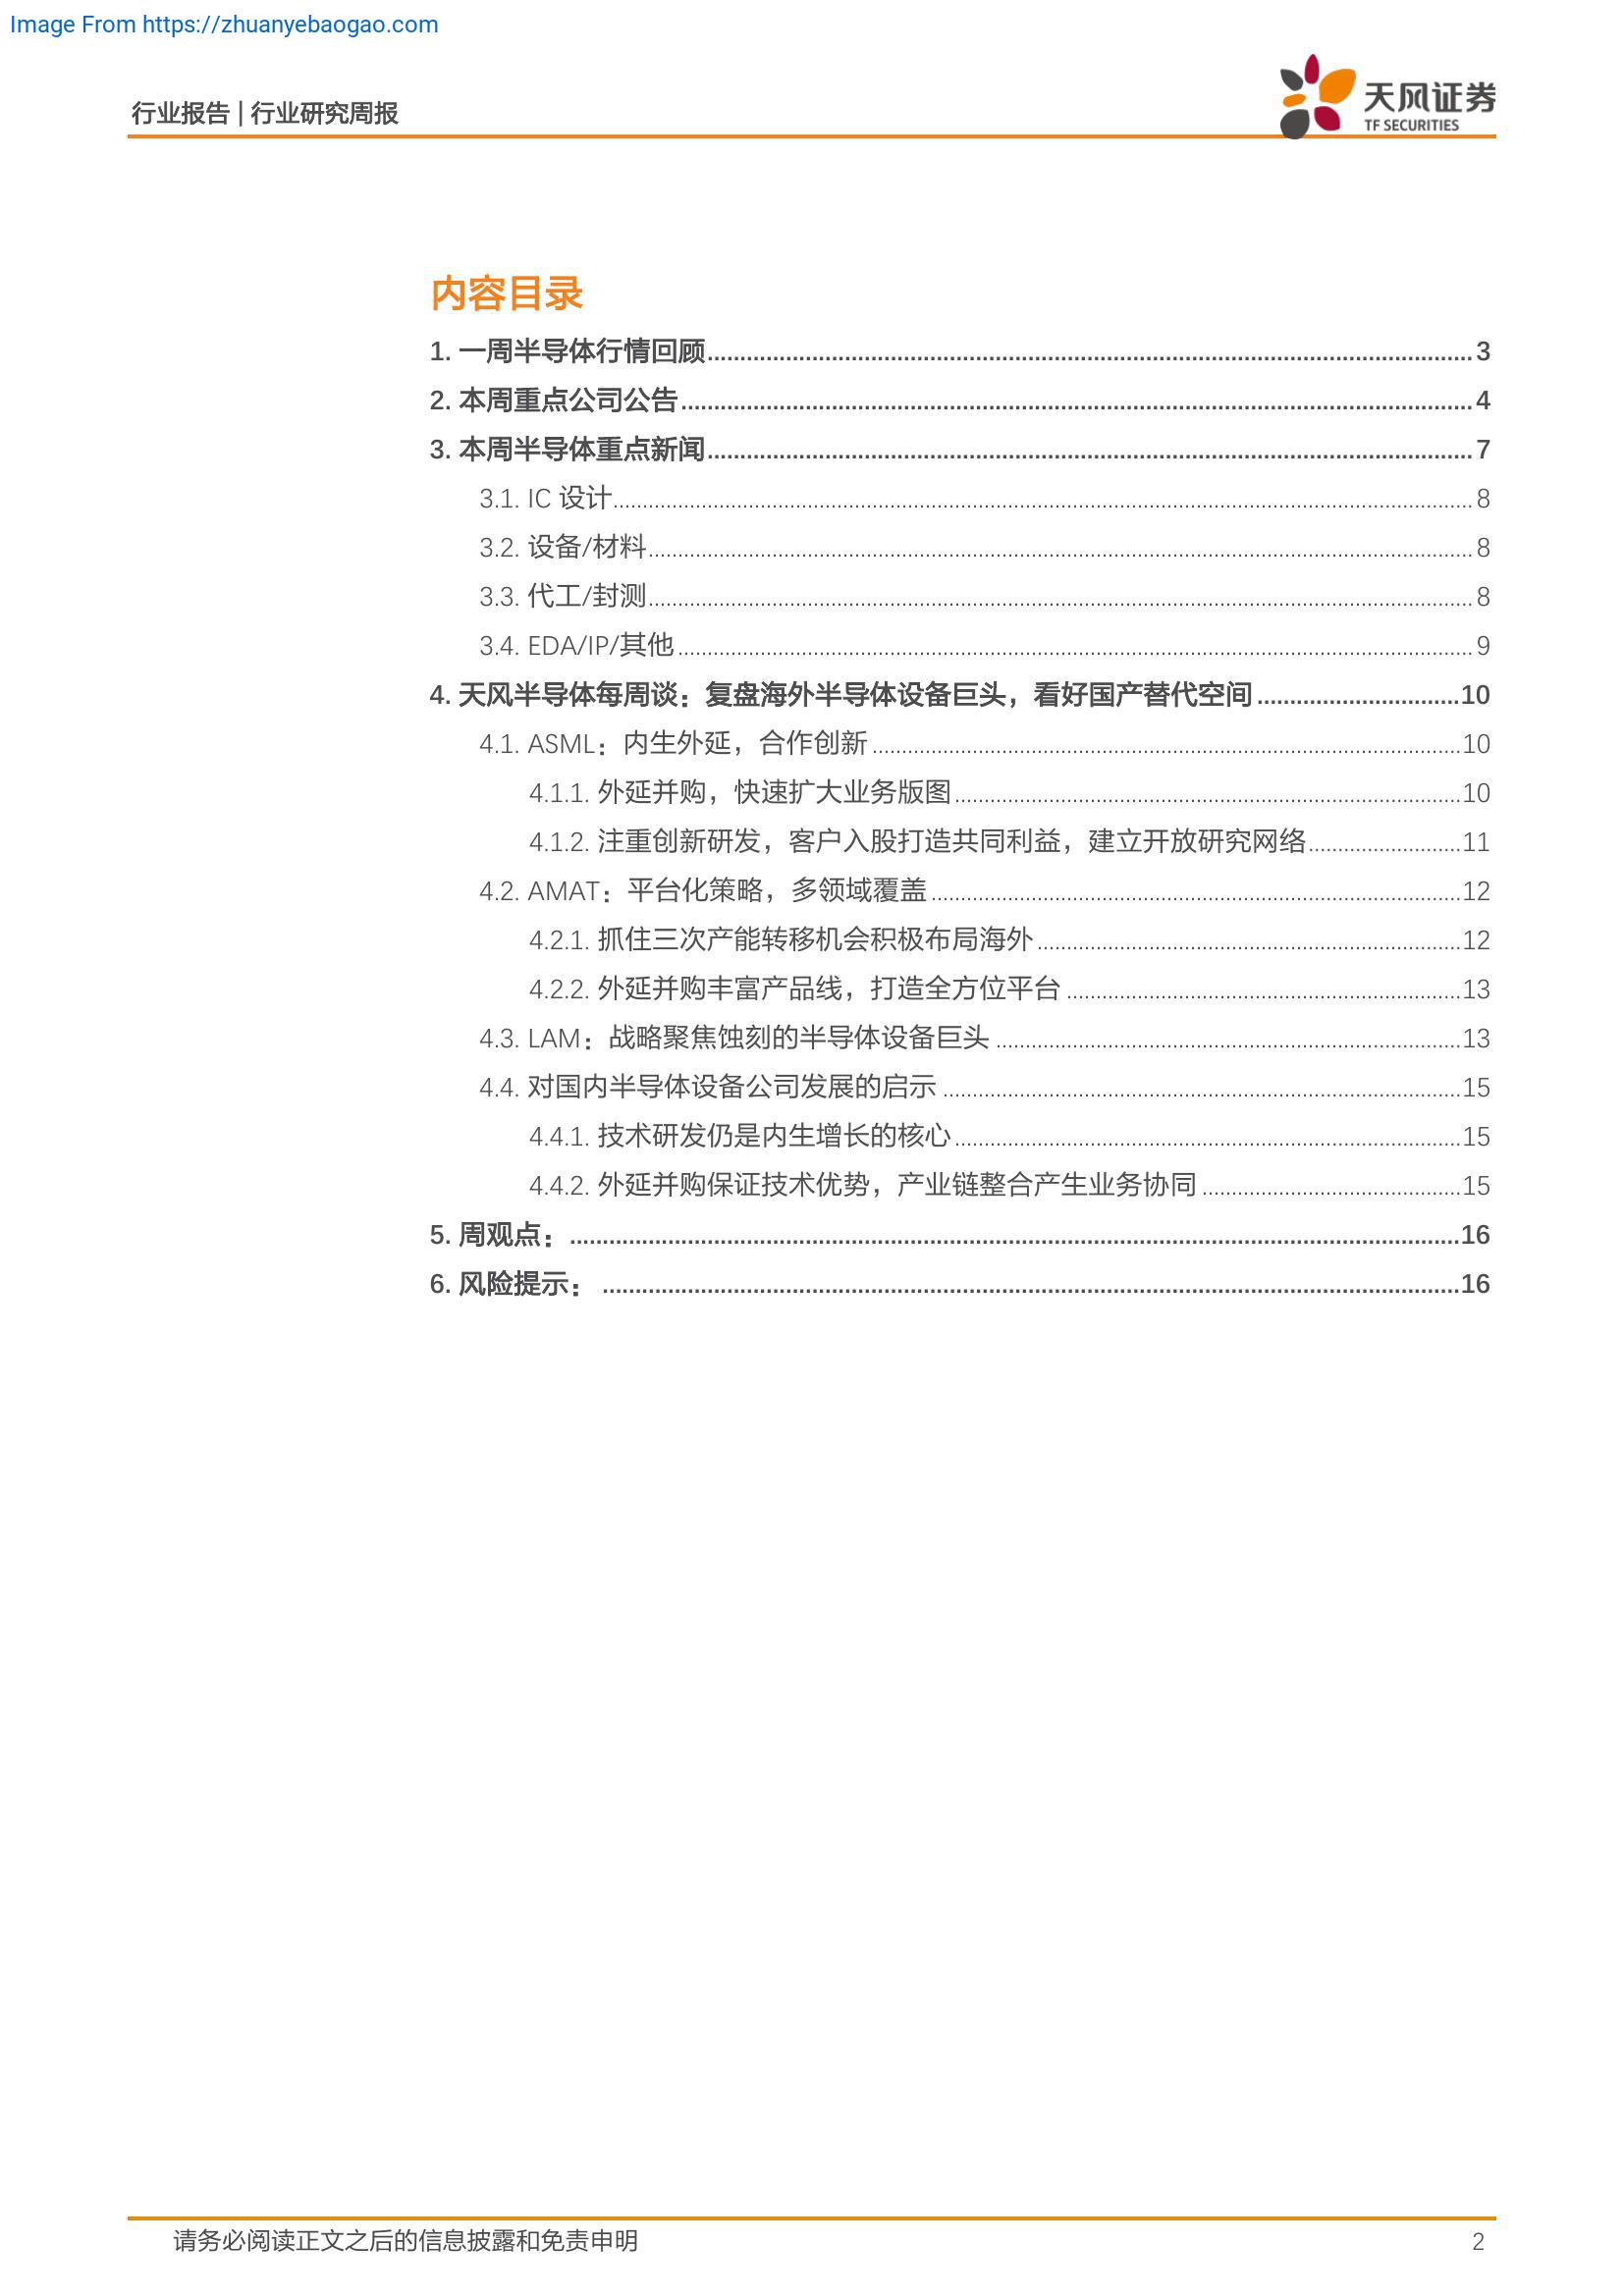 Image From https://zhuanyebaogao.com
行业报告 | 行业研究周报
天风证券
TF SECURITIES
内容目录
1. 一周半导体行情回顾 3
2. 本周重点公司公告 4
3. 本周半导体重点新闻 7
3.1. IC 设计 8
3.2. 设备/材料 8
3.3. 代工/封测 8
3.4. EDA/IP/其他 9
4. 天风半导体每周谈：复盘海外半导体设备巨头，看好国产替代空间 10
4.1. ASML：内生外延，合作创新 10
4.1.1. 外延并购，快速扩大业务版图 10
4.1.2. 注重创新研发，客户入股打造共同利益，建立开放研究网络 11
4.2. AMAT：平台化策略，多领域覆盖 12
4.2.1. 抓住三次产能转移机会积极布局海外 12
4.2.2. 外延并购丰富产品线，打造全方位平台 13
4.3. LAM：战略聚焦蚀刻的半导体设备巨头 13
4.4. 对国内半导体设备公司发展的启示 15
4.4.1. 技术研发仍是内生增长的核心 15
4.4.2. 外延并购保证技术优势，产业链整合产生业务协同 15
5. 周观点： 16
6. 风险提示： 16
请务必阅读正文之后的信息披露和免责申明 2